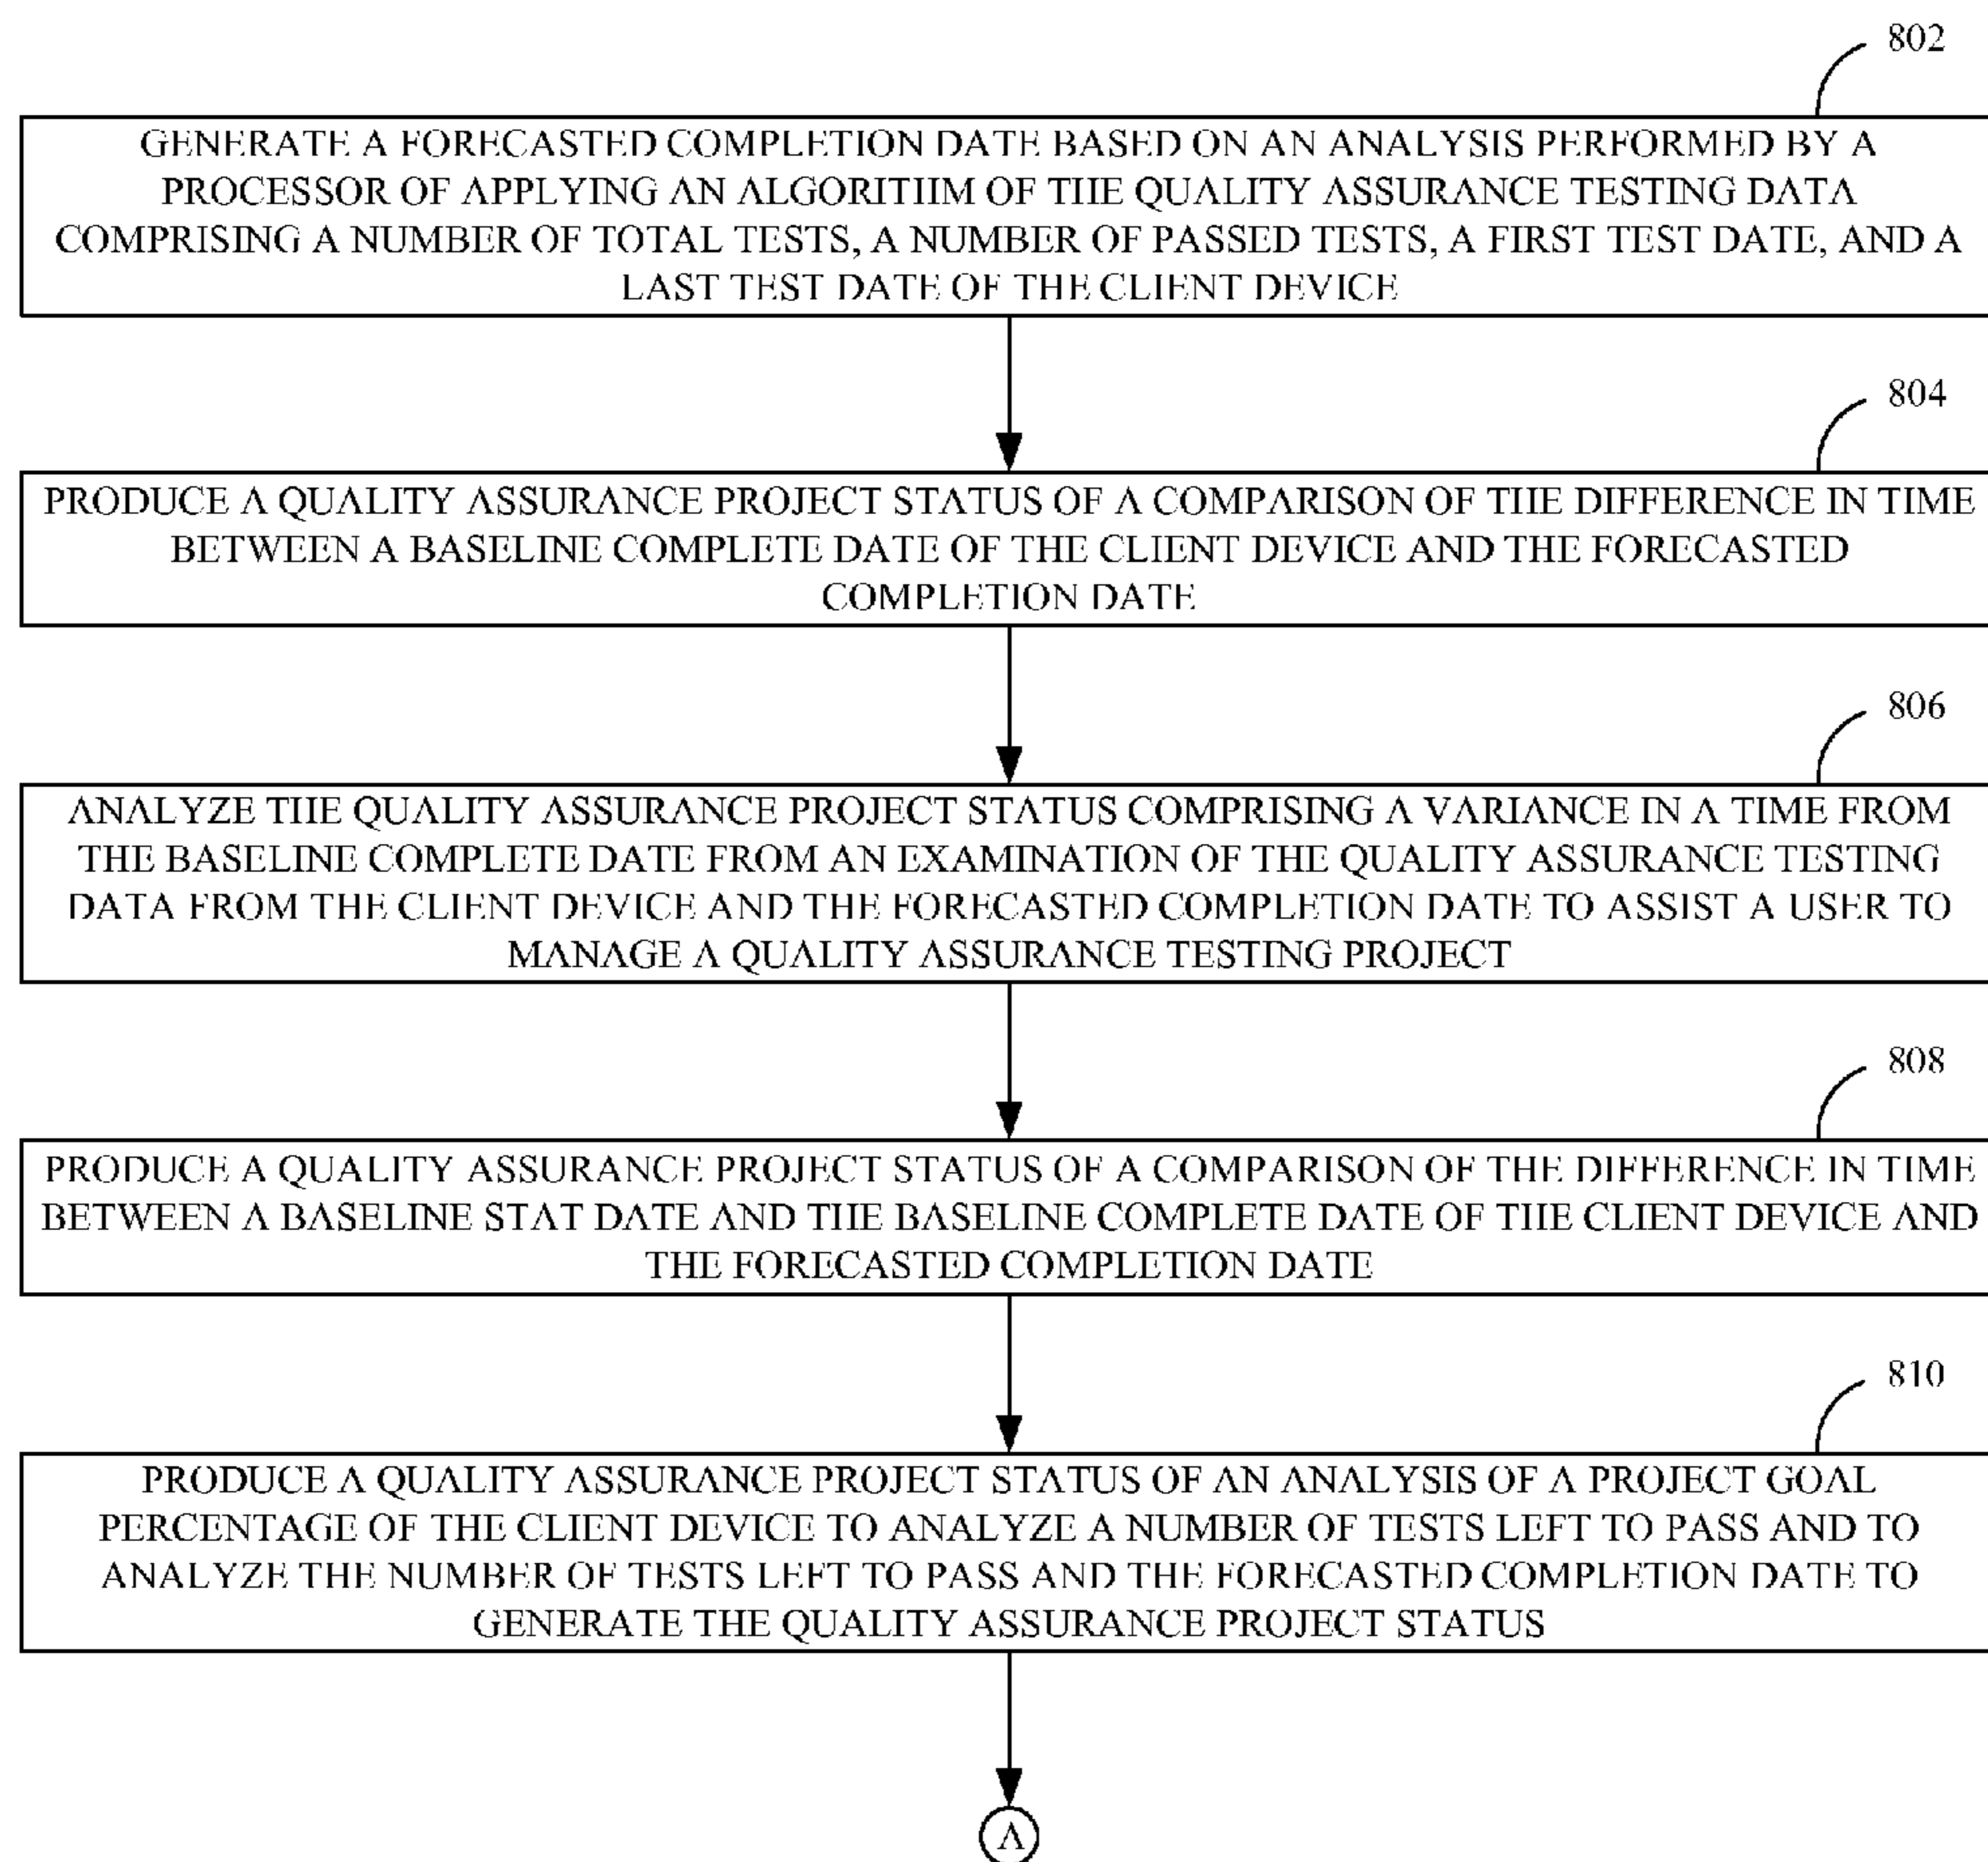 802
GENERATE A FORECASTED COMPLETION DATE BASED ON AN ANALYSIS PERFORMED BY A
PROCESSOR OF APPLYING AN ALGORITHM OF THE QUALITY ASSURANCE TESTING DATA
COMPRISING A NUMBER OF TOTAL TESTS, A NUMBER OF PASSED TESTS, A FIRST TEST DATE, AND A
LAST TEST DATE OF THE CLIENT DEVICE
804
PRODUCE A QUALITY ASSURANCE PROJECT STATUS OF A COMPARISON OF THE DIFFERENCE IN TIME
BETWEEN A BASELINE COMPLETE DATE OF THE CLIENT DEVICE AND THE FORECASTED
COMPLETION DATE
806
ANALYZE THE QUALITY ASSURANCE PROJECT STATUS COMPRISING A VARIANCE IN A TIME FROM
THE BASELINE COMPLETE DATE FROM AN EXAMINATION OF THE QUALITY ASSURANCE TESTING
DATA FROM THE CLIENT DEVICE AND THE FORECASTED COMPLETION DATE TO ASSIST A USER TO
MANAGE A QUALITY ASSURANCE TESTING PROJECT
808
PRODUCE A QUALITY ASSURANCE PROJECT STATUS OF A COMPARISON OF THE DIFFERENCE IN TIME
BETWEEN A BASELINE STAT DATE AND THE BASELINE COMPLETE DATE OF THE CLIENT DEVICE AND
THE FORECASTED COMPLETION DATE
810
PRODUCE A QUALITY ASSURANCE PROJECT STATUS OF AN ANALYSIS OF A PROJECT GOAL
PERCENTAGE OF THE CLIENT DEVICE TO ANALYZE A NUMBER OF TESTS LEFT TO PASS AND TO
ANALYZE THE NUMBER OF TESTS LEFT TO PASS AND THE FORECASTED COMPLETION DATE TO
GENERATE THE QUALITY ASSURANCE PROJECT STATUS
A